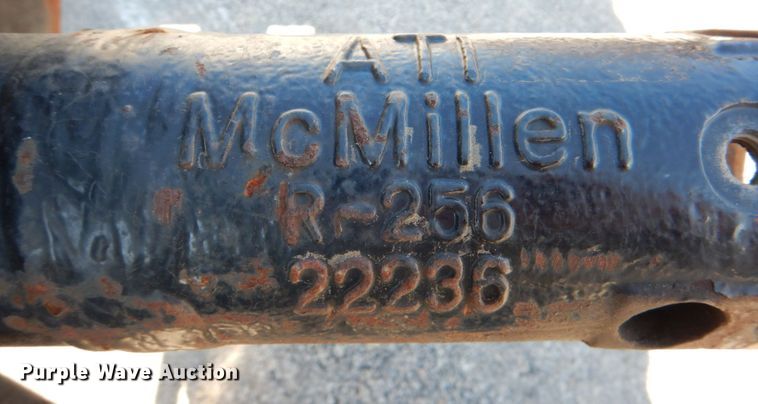 ATI
McMillen
R-256
22236
Purple Wave Auction